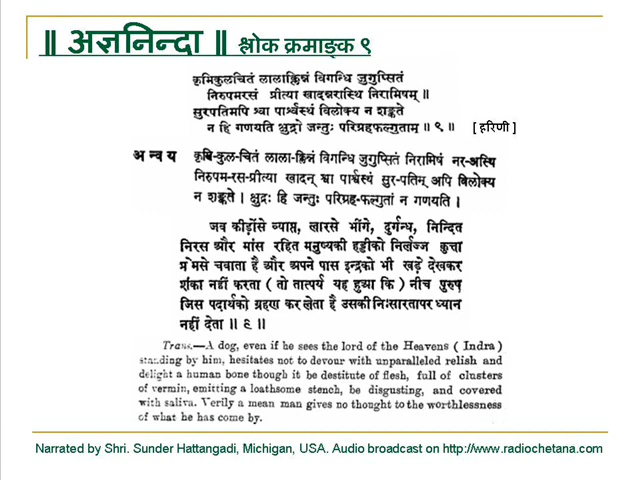 ॥ अज्ञनिन्दा ॥ श्लोक क्रमाङ्क ९
कृमिकुलचितं लालाक्लिन्नं विगन्धि जुगुप्सितं
निरुपमरसं प्रीत्या खादन्नरास्थि निरामिषम् ॥
सुरपतिमपि श्वा पार्श्वस्थं विलोक्य न शङ्कते
न हि गणयति क्षुद्रो जन्तुः परिग्रहफल्गुताम् ॥ ९ ॥ [ हरिणी ]
अन्वय कृमि-कुल-चितं लाला-क्लिन्नं विगन्धि जुगुप्सितं निरामिषं नर-अस्थि
निरुपम-रस-प्रीत्या खादन् श्वा पार्श्वस्थं सुर-पतिम् अपि विलोक्य
न शङ्कते । क्षुद्रः हि जन्तुः परिग्रह-फल्गुतां न गणयति ।
जब कीड़ोंसे व्याप्त, लारसे भींगे, दुर्गन्ध, निन्दित
निरस और मांस रहित मनुष्यकी हड्डीको निर्लज्ज कुत्ता
प्रेमसे चवाता है और अपने पास इन्द्रको भी खड़े देखकर
शंका नहीं करता ( तो तात्पर्य यह हुआ कि ) नीच पुरुष
जिस पदार्थको ग्रहण कर लेता है उसकी निःसारतापर ध्यान
नहीं देता ॥ ९ ॥
Trans.—A dog, even if he sees the lord of the Heavens ( Indra )
standing by him, hesitates not to devour with unparalleled relish and
delight a human bone though it be destitute of flesh, full of clusters
of vermin, emitting a loathsome stench, be disgusting, and covered
with saliva. Verily a mean man gives no thought to the worthlessness
of what he has come by.
Narrated by Shri. Sunder Hattangadi, Michigan, USA. Audio broadcast on http://www.radiochetana.com